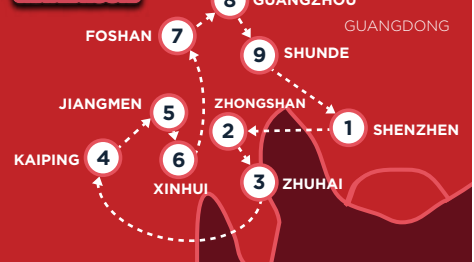 8 GUANGZHOU
GUANGDONG
FOSHAN 7
9 SHUNDE
JIANGMEN 5
ZHONGSHAN
2
1 SHENZHEN
KAIPING 4
6
XINHUI
3 ZHUHAI